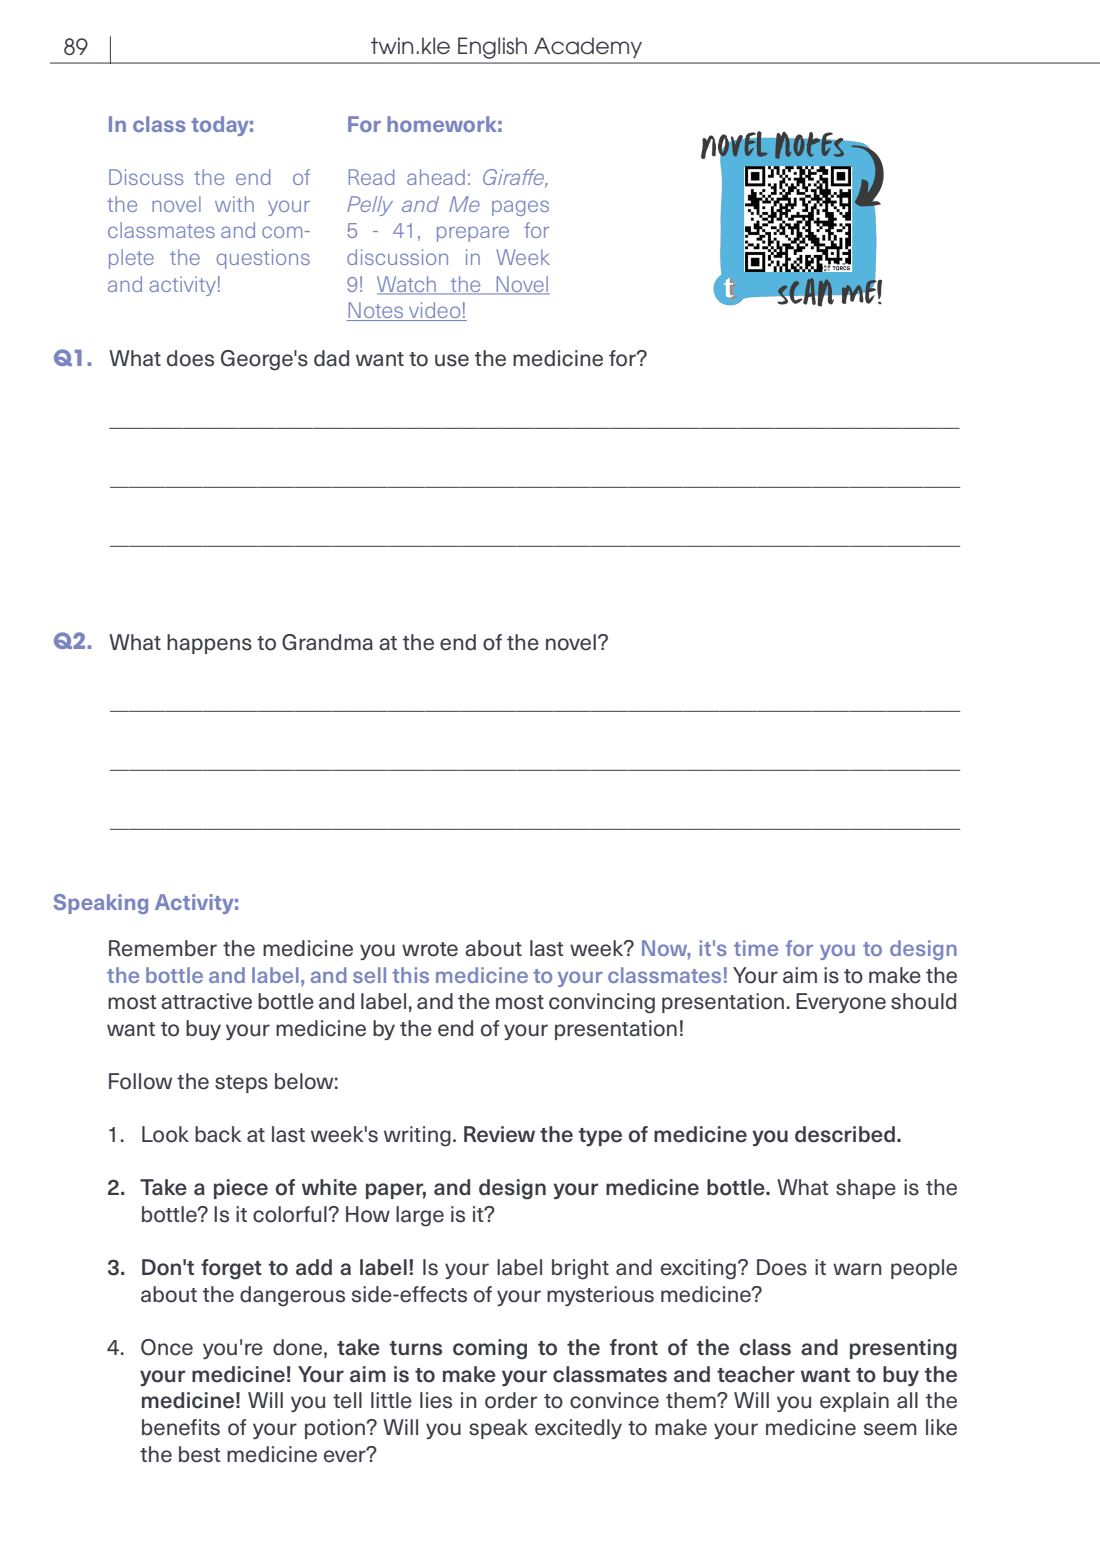 89
twin.kle English Academy
In class today:
Discuss the end of
the novel with your
classmates and com-
plete the questions
and activity!
For homework:
Read ahead: Giraffe,
Pelly and Me pages
5 - 41, prepare for
discussion in Week
9! Watch the Novel
Notes video!
NOVEL NOTES
TQRCG
t
SCAN ME!
Q1. What does George's dad want to use the medicine for?
Q2. What happens to Grandma at the end of the novel?
Speaking Activity:
Remember the medicine you wrote about last week? Now, it's time for you to design
the bottle and label, and sell this medicine to your classmates! Your aim is to make the
most attractive bottle and label, and the most convincing presentation. Everyone should
want to buy your medicine by the end of your presentation!
Follow the steps below:
1. Look back at last week's writing. Review the type of medicine you described.
2. Take a piece of white paper, and design your medicine bottle. What shape is the
bottle? Is it colorful? How large is it?
3. Don't forget to add a label! Is your label bright and exciting? Does it warn people
about the dangerous side-effects of your mysterious medicine?
4. Once you're done, take turns coming to the front of the class and presenting
your medicine! Your aim is to make your classmates and teacher want to buy the
medicine! Will you tell little lies in order to convince them? Will you explain all the
benefits of your potion? Will you speak excitedly to make your medicine seem like
the best medicine ever?